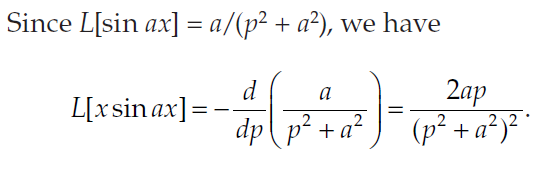 Since L[sin ax] = a/(p² + a²), we have
L[x sin ax] = −d/dp (a/(p² + a²)) = 2ap/(p² + a²)².